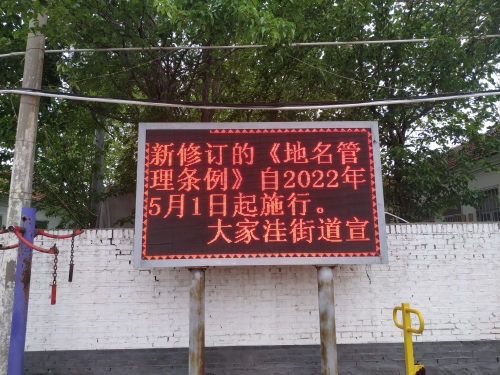 新修订的《地名管
理条例》自2022年
5月1日起施行。
大家洼街道宣